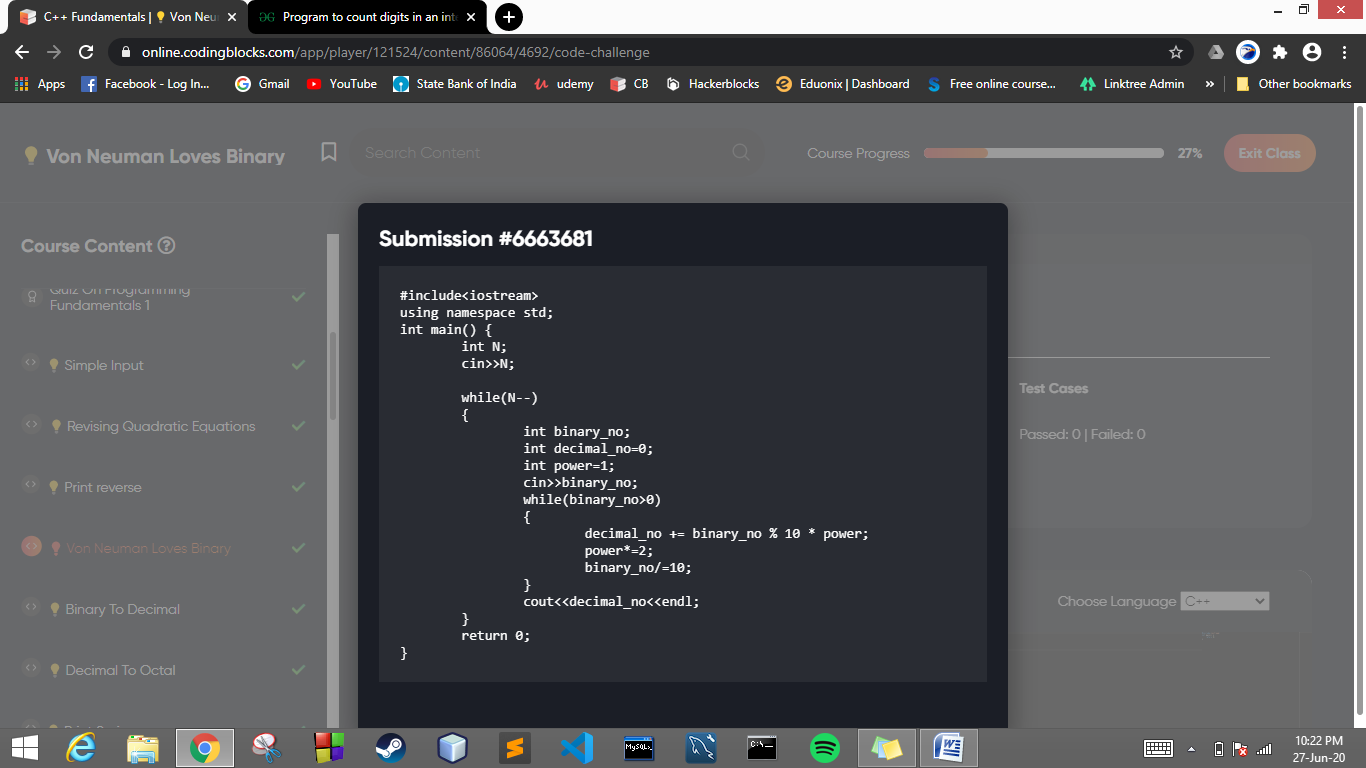 C++ Fundamentals | 💡 Von Neu
Program to count digits in an int
online.codingblocks.com/app/player/121524/content/86064/4692/code-challenge
Apps Facebook - Log In... Gmail YouTube State Bank of India udemy CB Hackerblocks Eduonix | Dashboard Free online course... Linktree Admin » Other bookmarks
Von Neuman Loves Binary Search Content Course Progress 27% Exit Class
Course Content
Quiz On Programming
Fundamentals 1
Simple Input
Revising Quadratic Equations
Print reverse
Von Neuman Loves Binary
Binary To Decimal
Decimal To Octal
Submission #6663681
#include<iostream>
using namespace std;
int main() {
int N;
cin>>N;
while(N--)
{
int binary_no;
int decimal_no=0;
int power=1;
cin>>binary_no;
while(binary_no>0)
{
decimal_no += binary_no % 10 * power;
power*=2;
binary_no/=10;
}
cout<<decimal_no<<endl;
}
return 0;
}
Test Cases
Passed: 0 | Failed: 0
Choose Language C++
MySQL
C:\
10:22 PM
27-Jun-20